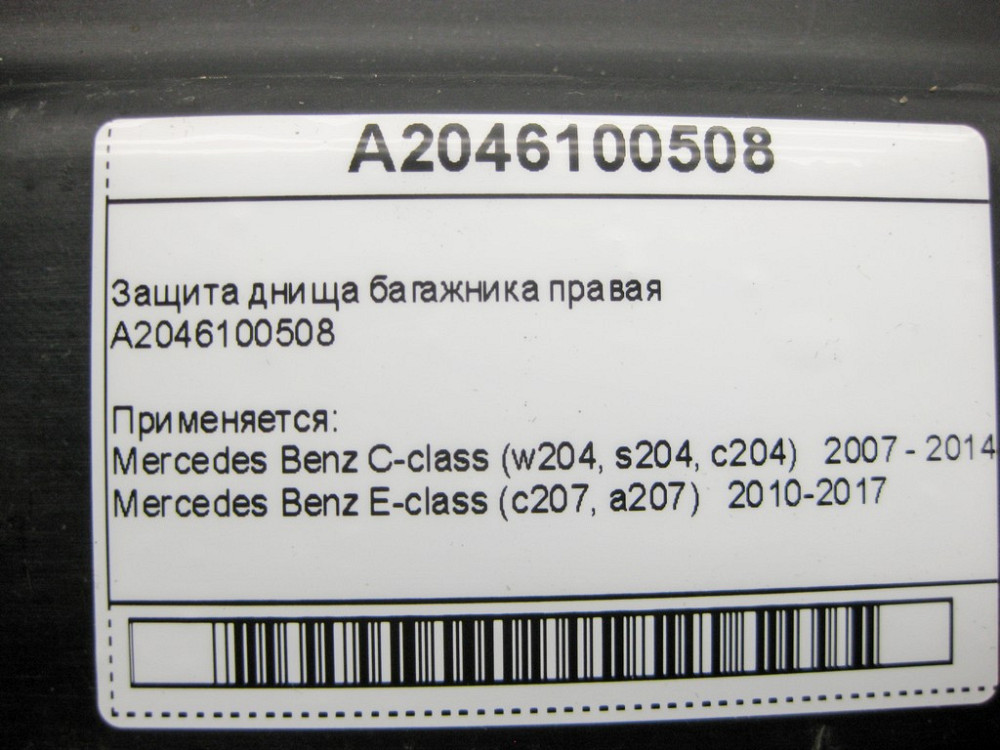 A2046100508
Защита днища багажника правая
A2046100508
Применяется:
Mercedes Benz C-class (w204, s204, c204) 2007 - 2014
Mercedes Benz E-class (c207, a207) 2010-2017